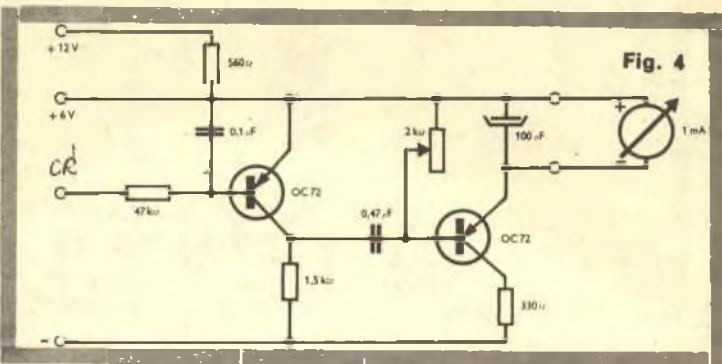 + 12 V
560 Ω
Fig. 4
+ 6 V
0,1 µF
2 kΩ
100 µF
+
1 mA
-
CR
47 kΩ
OC72
0,47 µF
OC72
1,5 kΩ
330 Ω
-